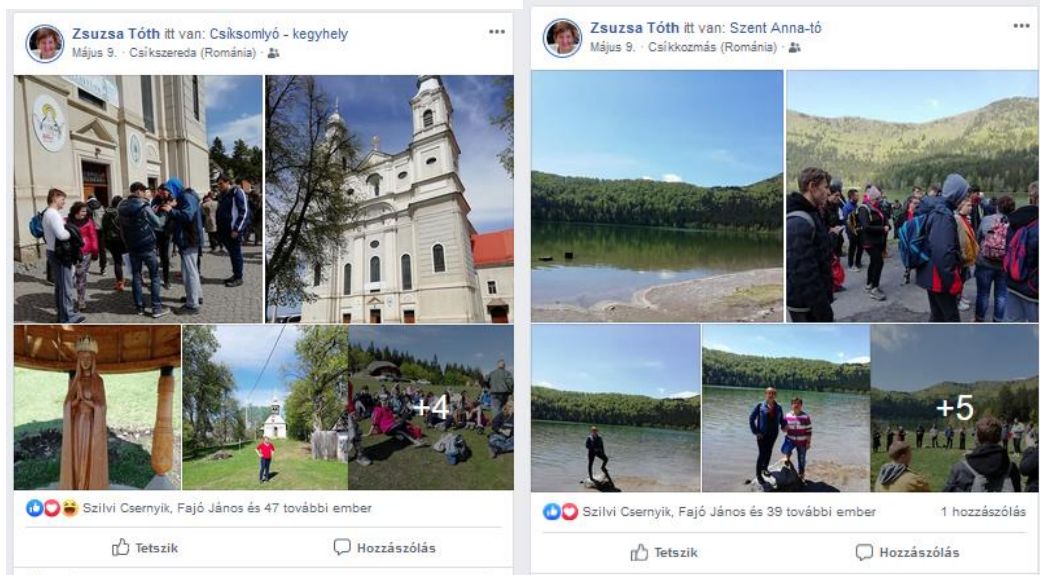 Zsuzsa Tóth itt van: Csíksomlyó - kegyhely
Május 9. · Csíkszereda (Románia) ·
+4
Szilvi Csernyik, Fajó János és 47 további ember
Tetszik
Hozzászólás
Zsuzsa Tóth itt van: Szent Anna-tó
Május 9. · Csíkkozmás (Románia) ·
+5
Szilvi Csernyik, Fajó János és 39 további ember
1 hozzászólás
Tetszik
Hozzászólás